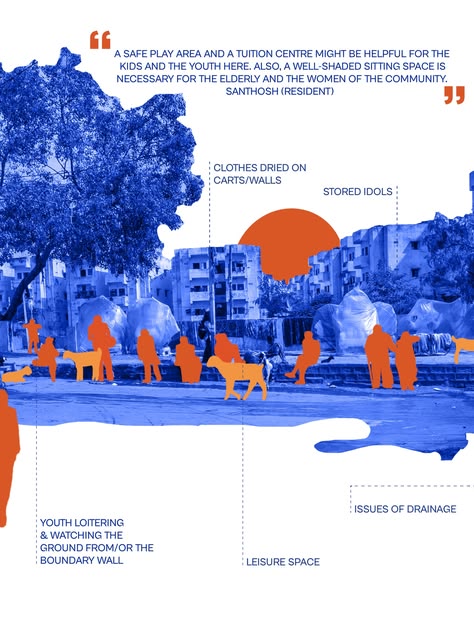 “ A SAFE PLAY AREA AND A TUITION CENTRE MIGHT BE HELPFUL FOR THE
KIDS AND THE YOUTH HERE. ALSO, A WELL-SHADED SITTING SPACE IS
NECESSARY FOR THE ELDERLY AND THE WOMEN OF THE COMMUNITY.
SANTHOSH (RESIDENT) ”
CLOTHES DRIED ON
CARTS/WALLS
STORED IDOLS
ISSUES OF DRAINAGE
YOUTH LOITERING
& WATCHING THE
GROUND FROM/OR THE
BOUNDARY WALL
LEISURE SPACE